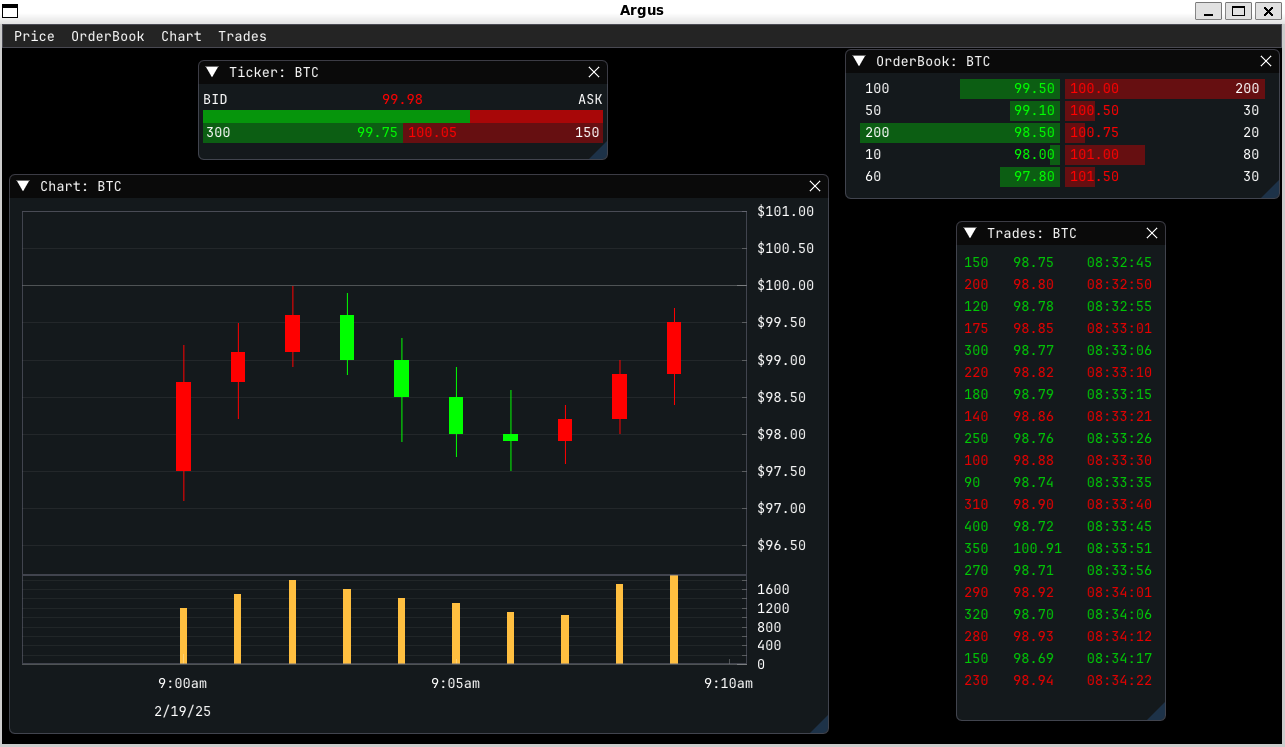 Argus
Price OrderBook Chart Trades
Ticker: BTC
BID 99.98 ASK
300 99.75 100.05 150
OrderBook: BTC
100 99.50 100.00 200
50 99.10 100.50 30
200 98.50 100.75 20
10 98.00 101.00 80
60 97.80 101.50 30
Chart: BTC
$101.00
$100.50
$100.00
$99.50
$99.00
$98.50
$98.00
$97.50
$97.00
$96.50
1600
1200
800
400
0
9:00am 9:05am 9:10am
2/19/25
Trades: BTC
150 98.75 08:32:45
200 98.80 08:32:50
120 98.78 08:32:55
175 98.85 08:33:01
300 98.77 08:33:06
220 98.82 08:33:10
180 98.79 08:33:15
140 98.86 08:33:21
250 98.76 08:33:26
100 98.88 08:33:30
90 98.74 08:33:35
310 98.90 08:33:40
400 98.72 08:33:45
350 100.91 08:33:51
270 98.71 08:33:56
290 98.92 08:34:01
320 98.70 08:34:06
280 98.93 08:34:12
150 98.69 08:34:17
230 98.94 08:34:22